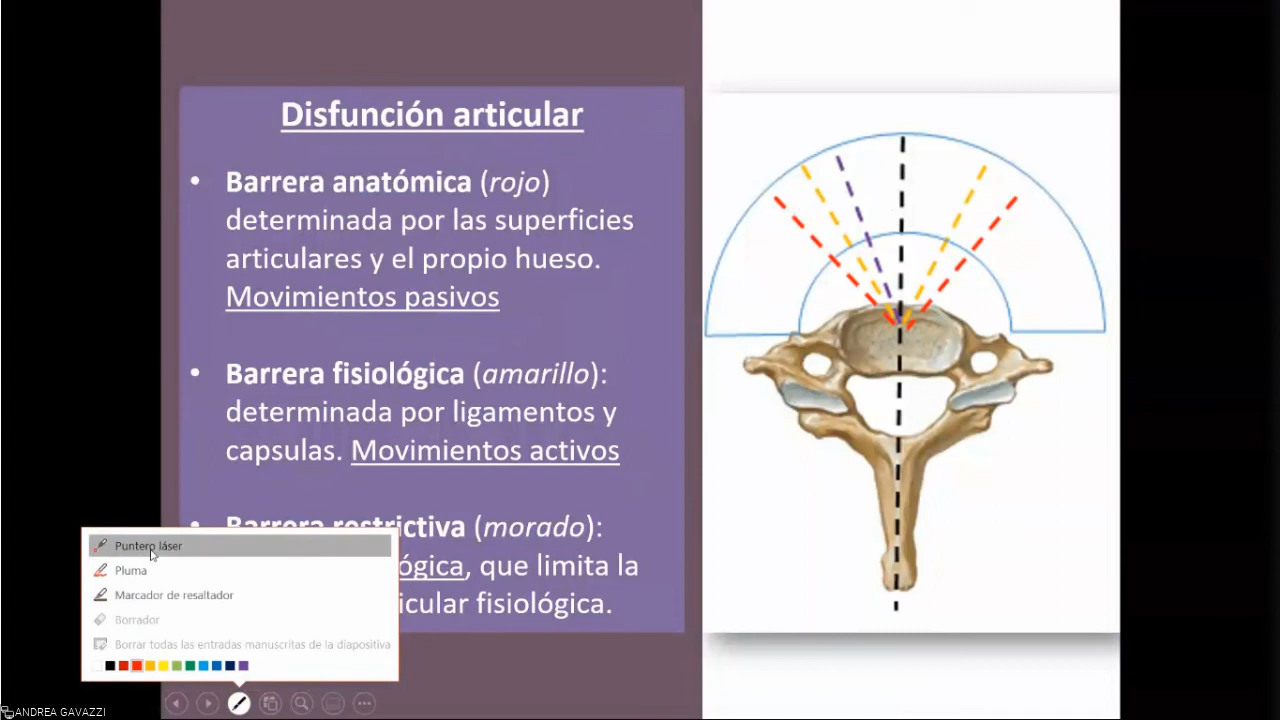 Disfunción articular
• Barrera anatómica (rojo)
determinada por las superficies
articulares y el propio hueso.
Movimientos pasivos
• Barrera fisiológica (amarillo):
determinada por ligamentos y
capsulas. Movimientos activos
• Barrera restrictiva (morado):
ógica, que limita la
icular fisiológica.
Puntero láser
Pluma
Marcador de resaltador
Borrador
Borrar todas las entradas manuscritas de la diapositiva
ANDREA GAVAZZI